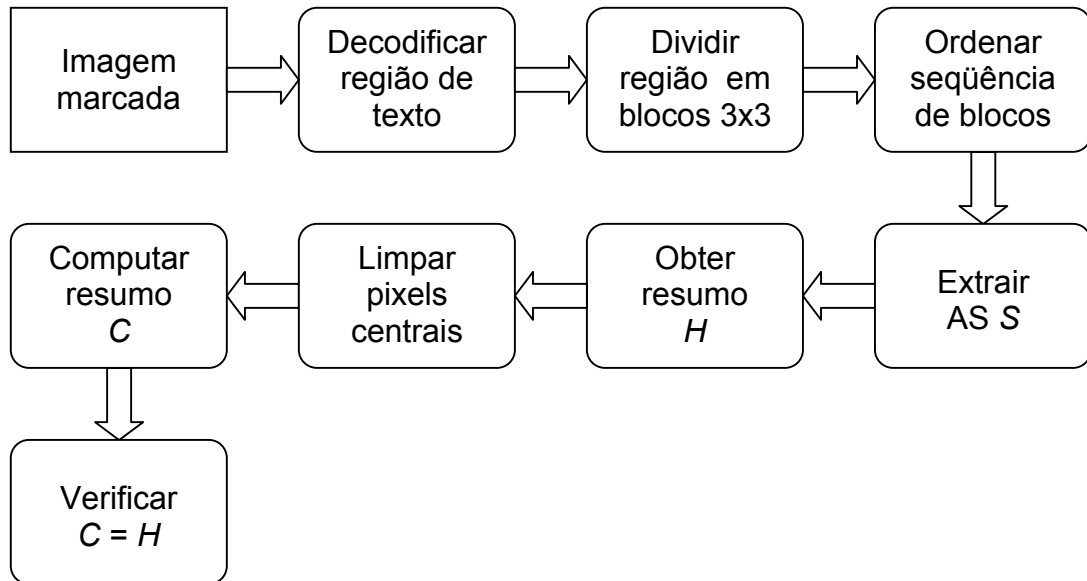 Imagem
marcada
Decodificar
região de
texto
Dividir
região em
blocos 3x3
Ordenar
seqüência
de blocos
Extrair
AS S
Obter
resumo
H
Limpar
pixels
centrais
Computar
resumo
C
Verificar
C = H